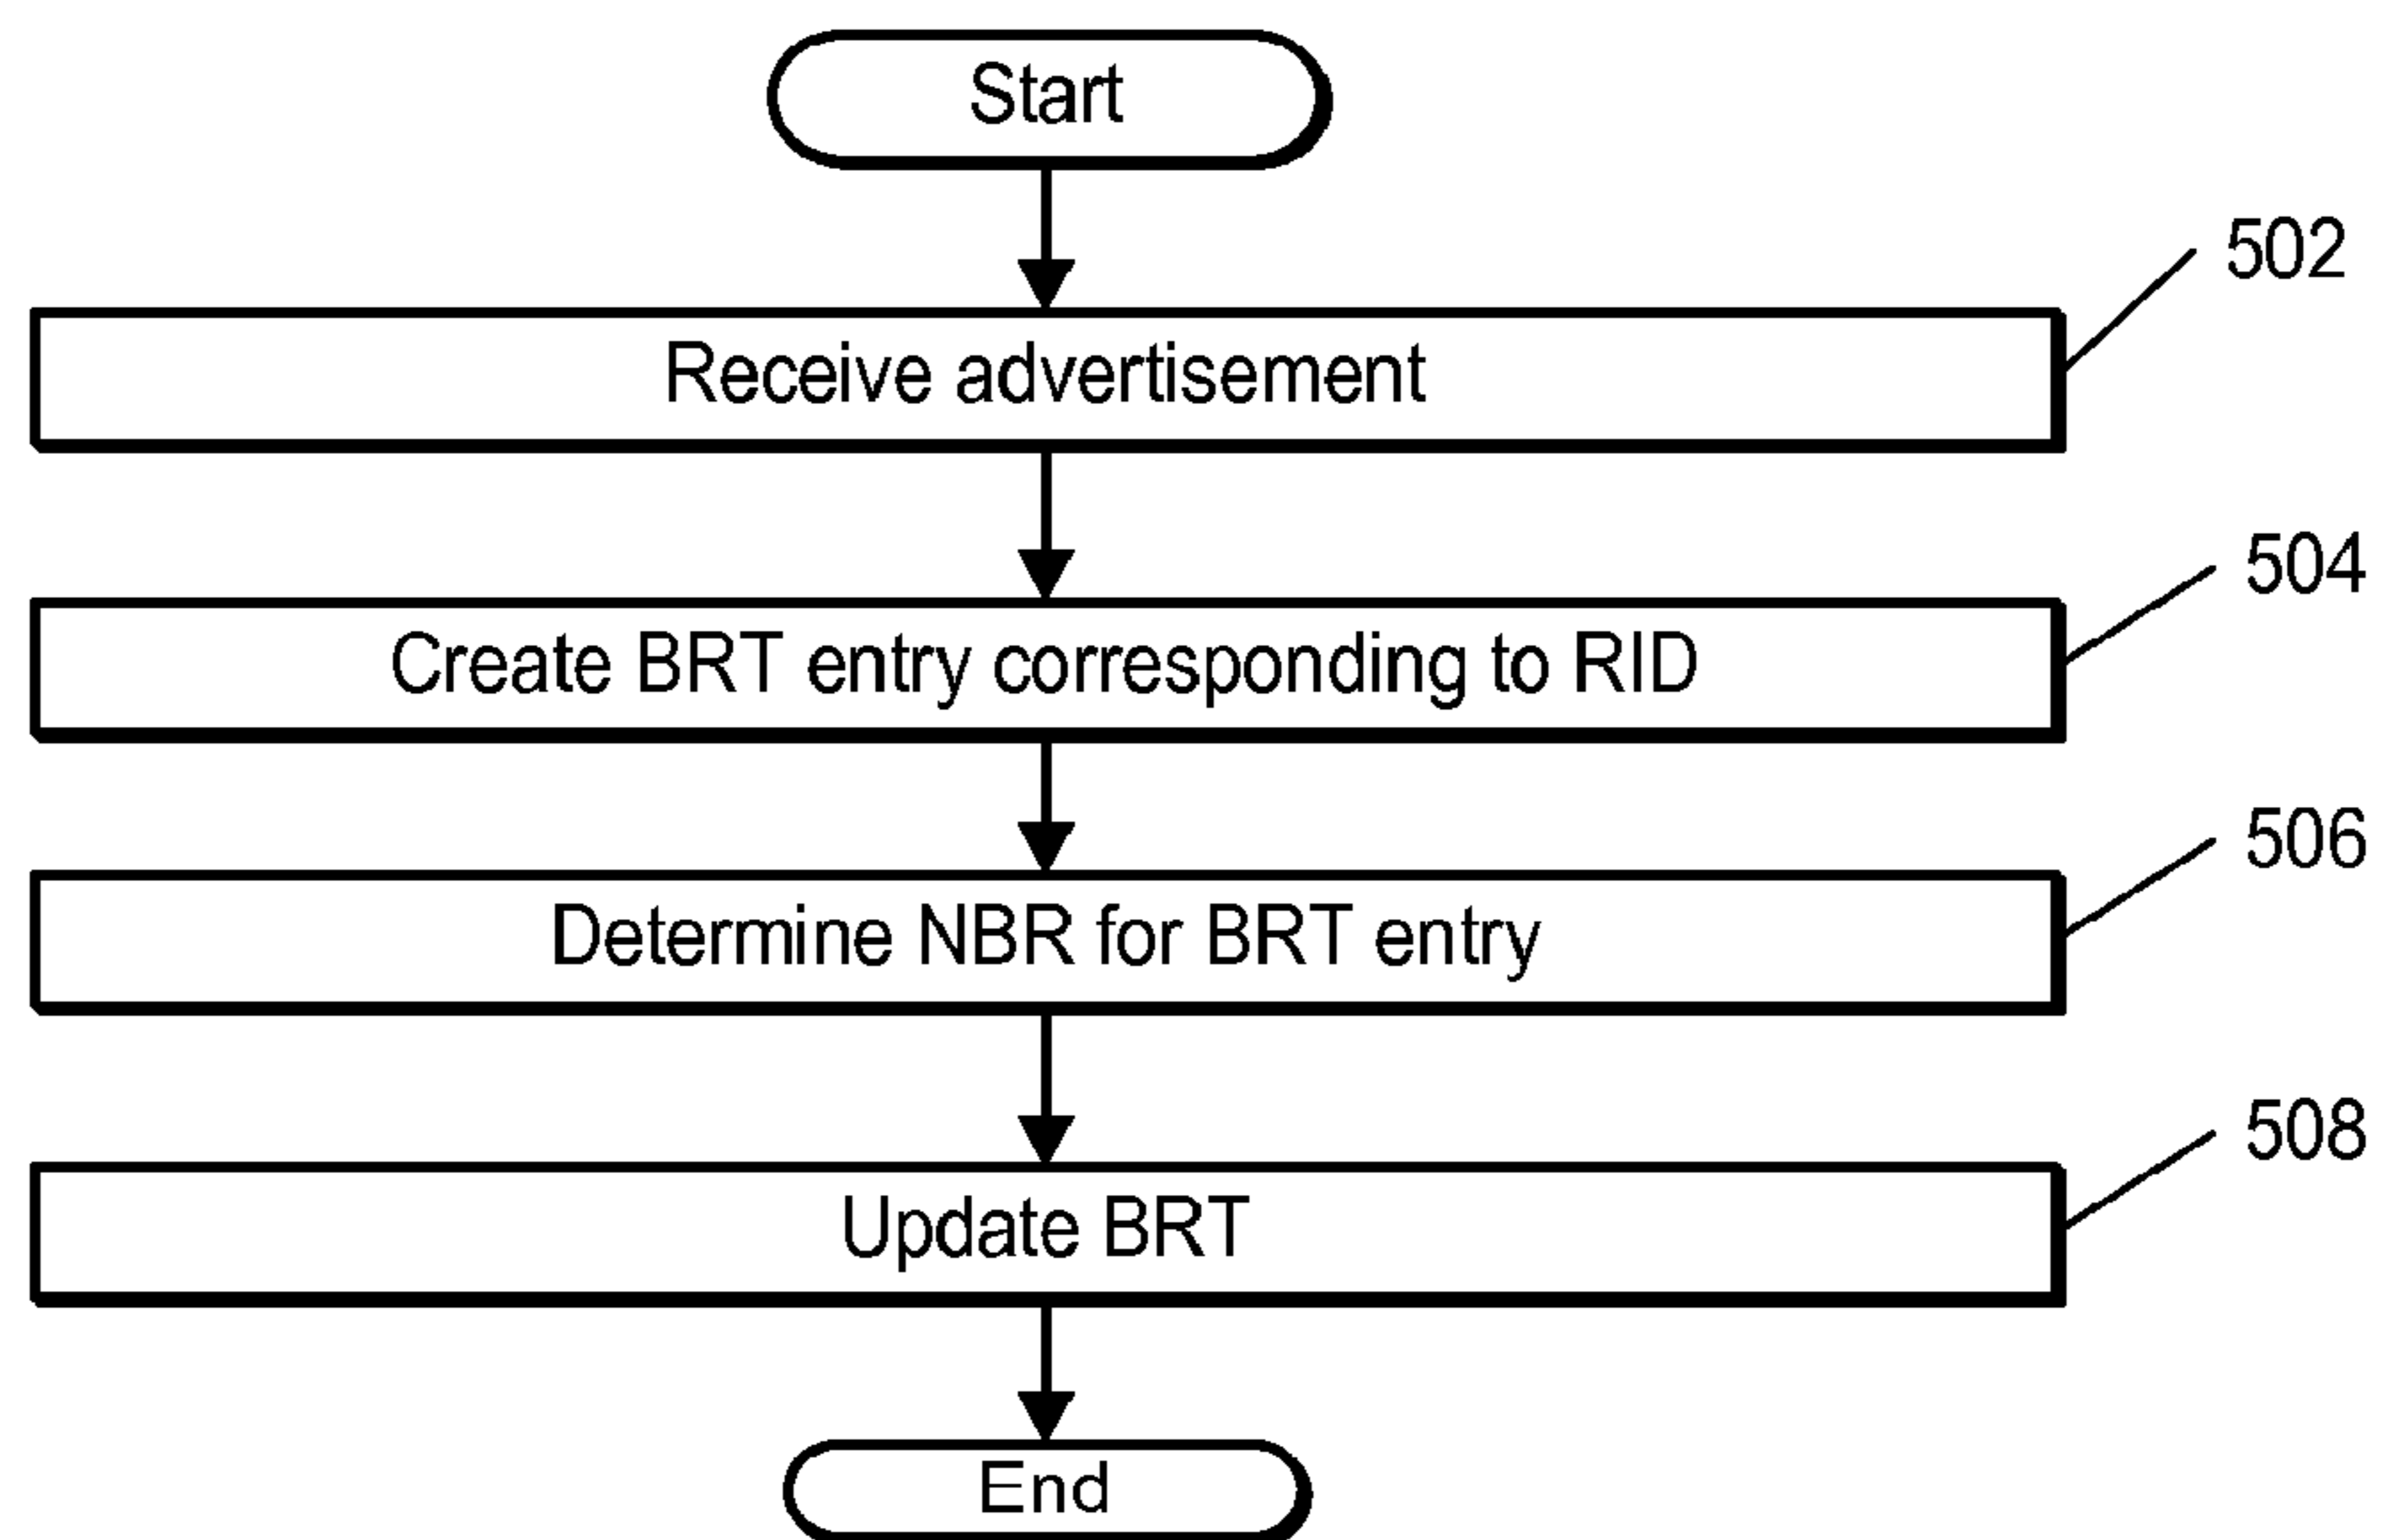 Start
502
Receive advertisement
504
Create BRT entry corresponding to RID
506
Determine NBR for BRT entry
508
Update BRT
End